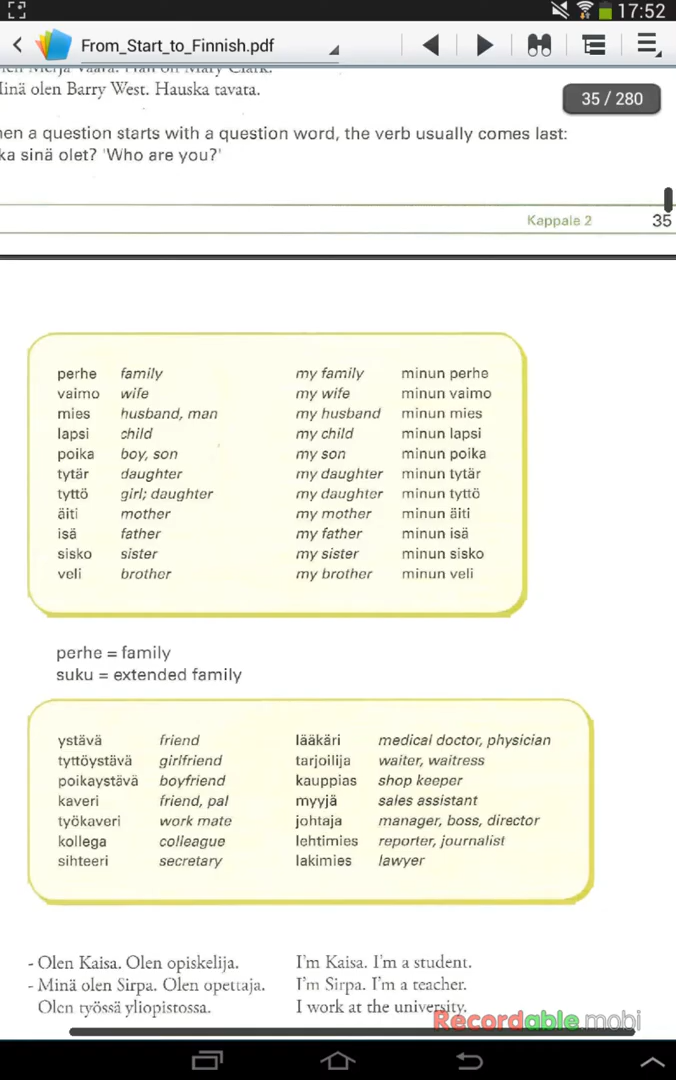 17:52
From_Start_to_Finnish.pdf
Minä olen Barry West. Hauska tavata.
35 / 280
en a question starts with a question word, the verb usually comes last:
ka sinä olet? 'Who are you?'
Kappale 2 35
perhe family my family minun perhe
vaimo wife my wife minun vaimo
mies husband, man my husband minun mies
lapsi child my child minun lapsi
poika boy, son my son minun poika
tytär daughter my daughter minun tytär
tyttö girl; daughter my daughter minun tyttö
äiti mother my mother minun äiti
isä father my father minun isä
sisko sister my sister minun sisko
veli brother my brother minun veli
perhe = family
suku = extended family
ystävä friend lääkäri medical doctor, physician
tyttöystävä girlfriend tarjoilija waiter, waitress
poikaystävä boyfriend kauppias shop keeper
kaveri friend, pal myyjä sales assistant
työkaveri work mate johtaja manager, boss, director
kollega colleague lehtimies reporter, journalist
sihteeri secretary lakimies lawyer
- Olen Kaisa. Olen opiskelija. I'm Kaisa. I'm a student.
- Minä olen Sirpa. Olen opettaja. I'm Sirpa. I'm a teacher.
Olen työssä yliopistossa. I work at the university.
Recordable.mobi